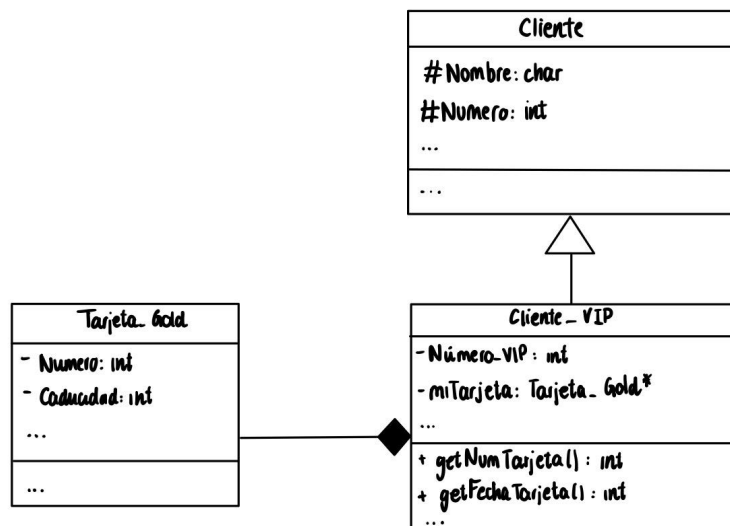 Cliente
#Nombre: char
#Numero: int
...
...
Tarjeta_Gold
- Numero: int
- Caducidad: int
...
...
Cliente_VIP
-Número_VIP: int
-miTarjeta: Tarjeta_Gold*
...
+ getNumTarjeta(): int
+ getFechaTarjeta(): int
...